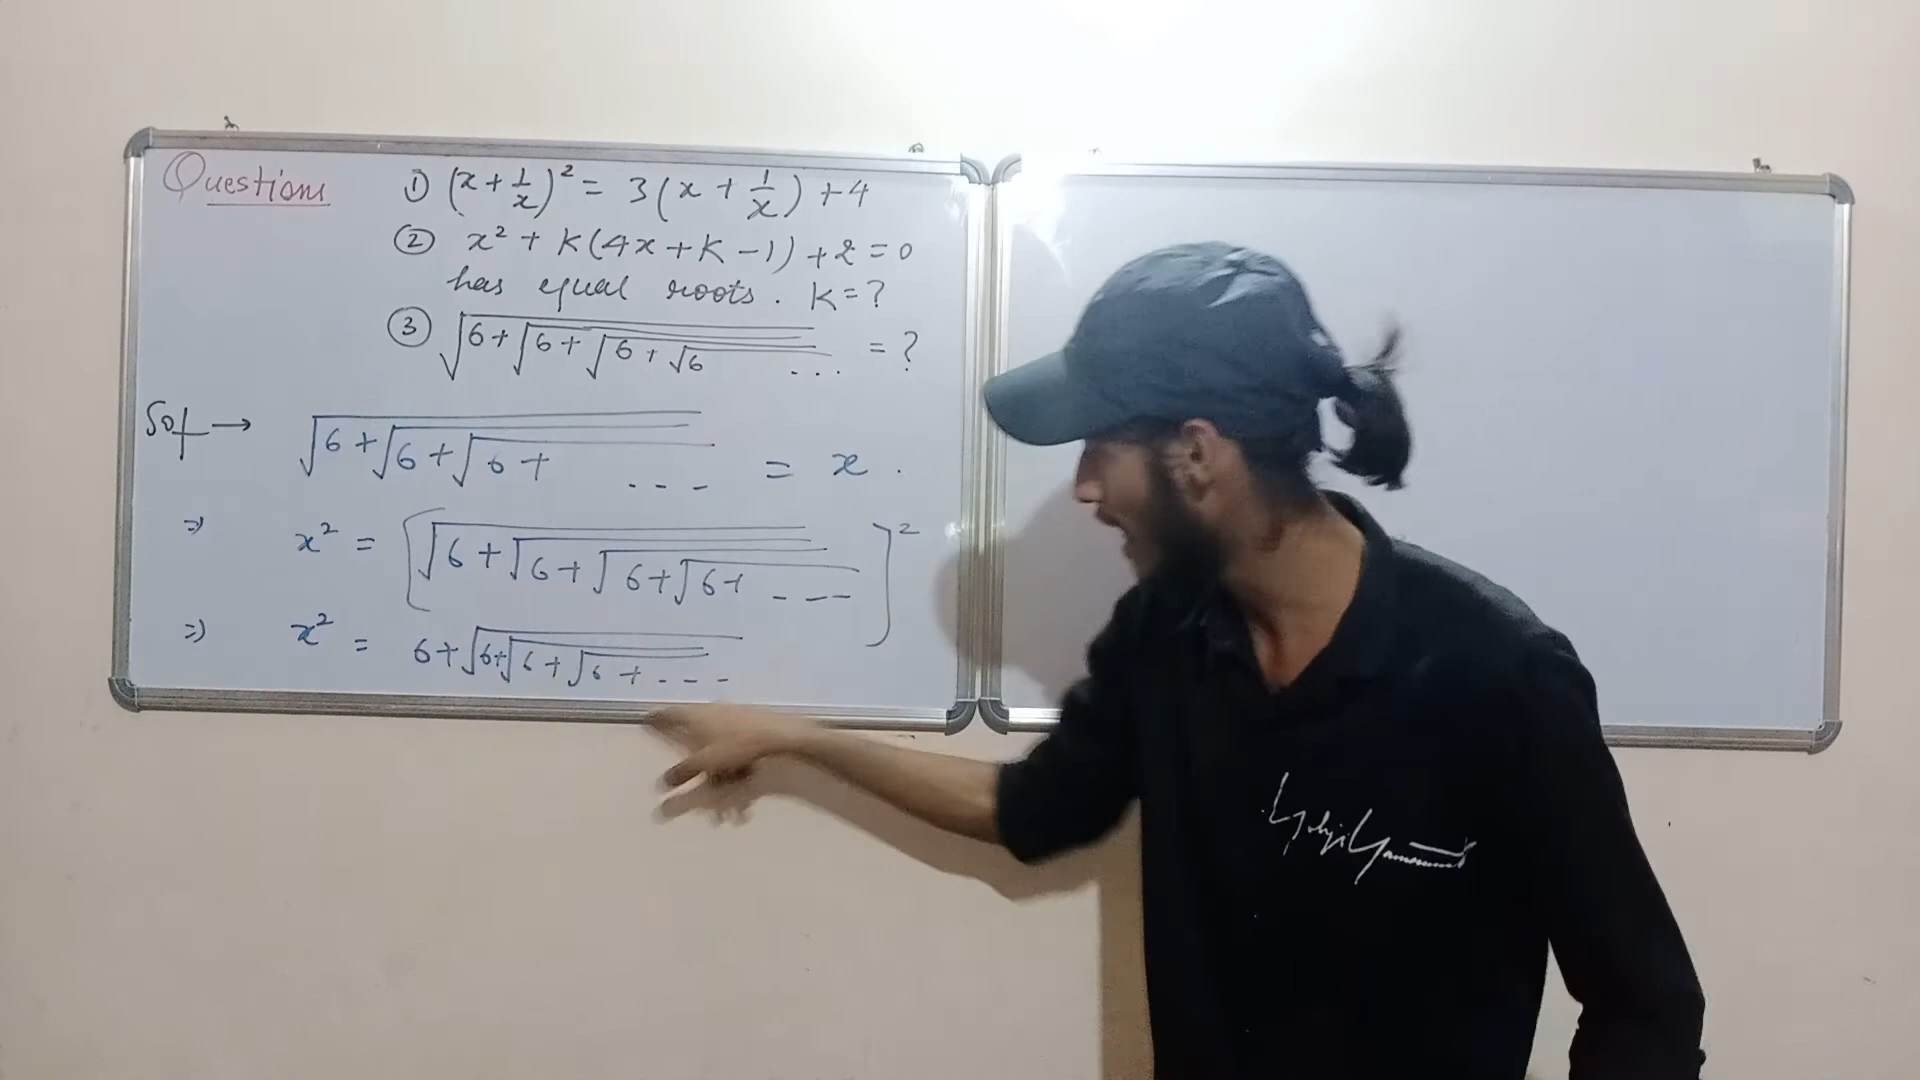 Questions
1) (x + 1/x)² = 3(x + 1/x) + 4
② x² + K(4x + K - 1) + 2 = 0
has equal roots. K = ?
③ √(6 + √(6 + √(6 + √6 ... = ?
Sol → √(6 + √(6 + √(6 + --- = x .
⇒ x² = [√(6 + √(6 + √(6 + √(6 + ---]²
⇒ x² = 6 + √(6 + √(6 + √(6 + ---